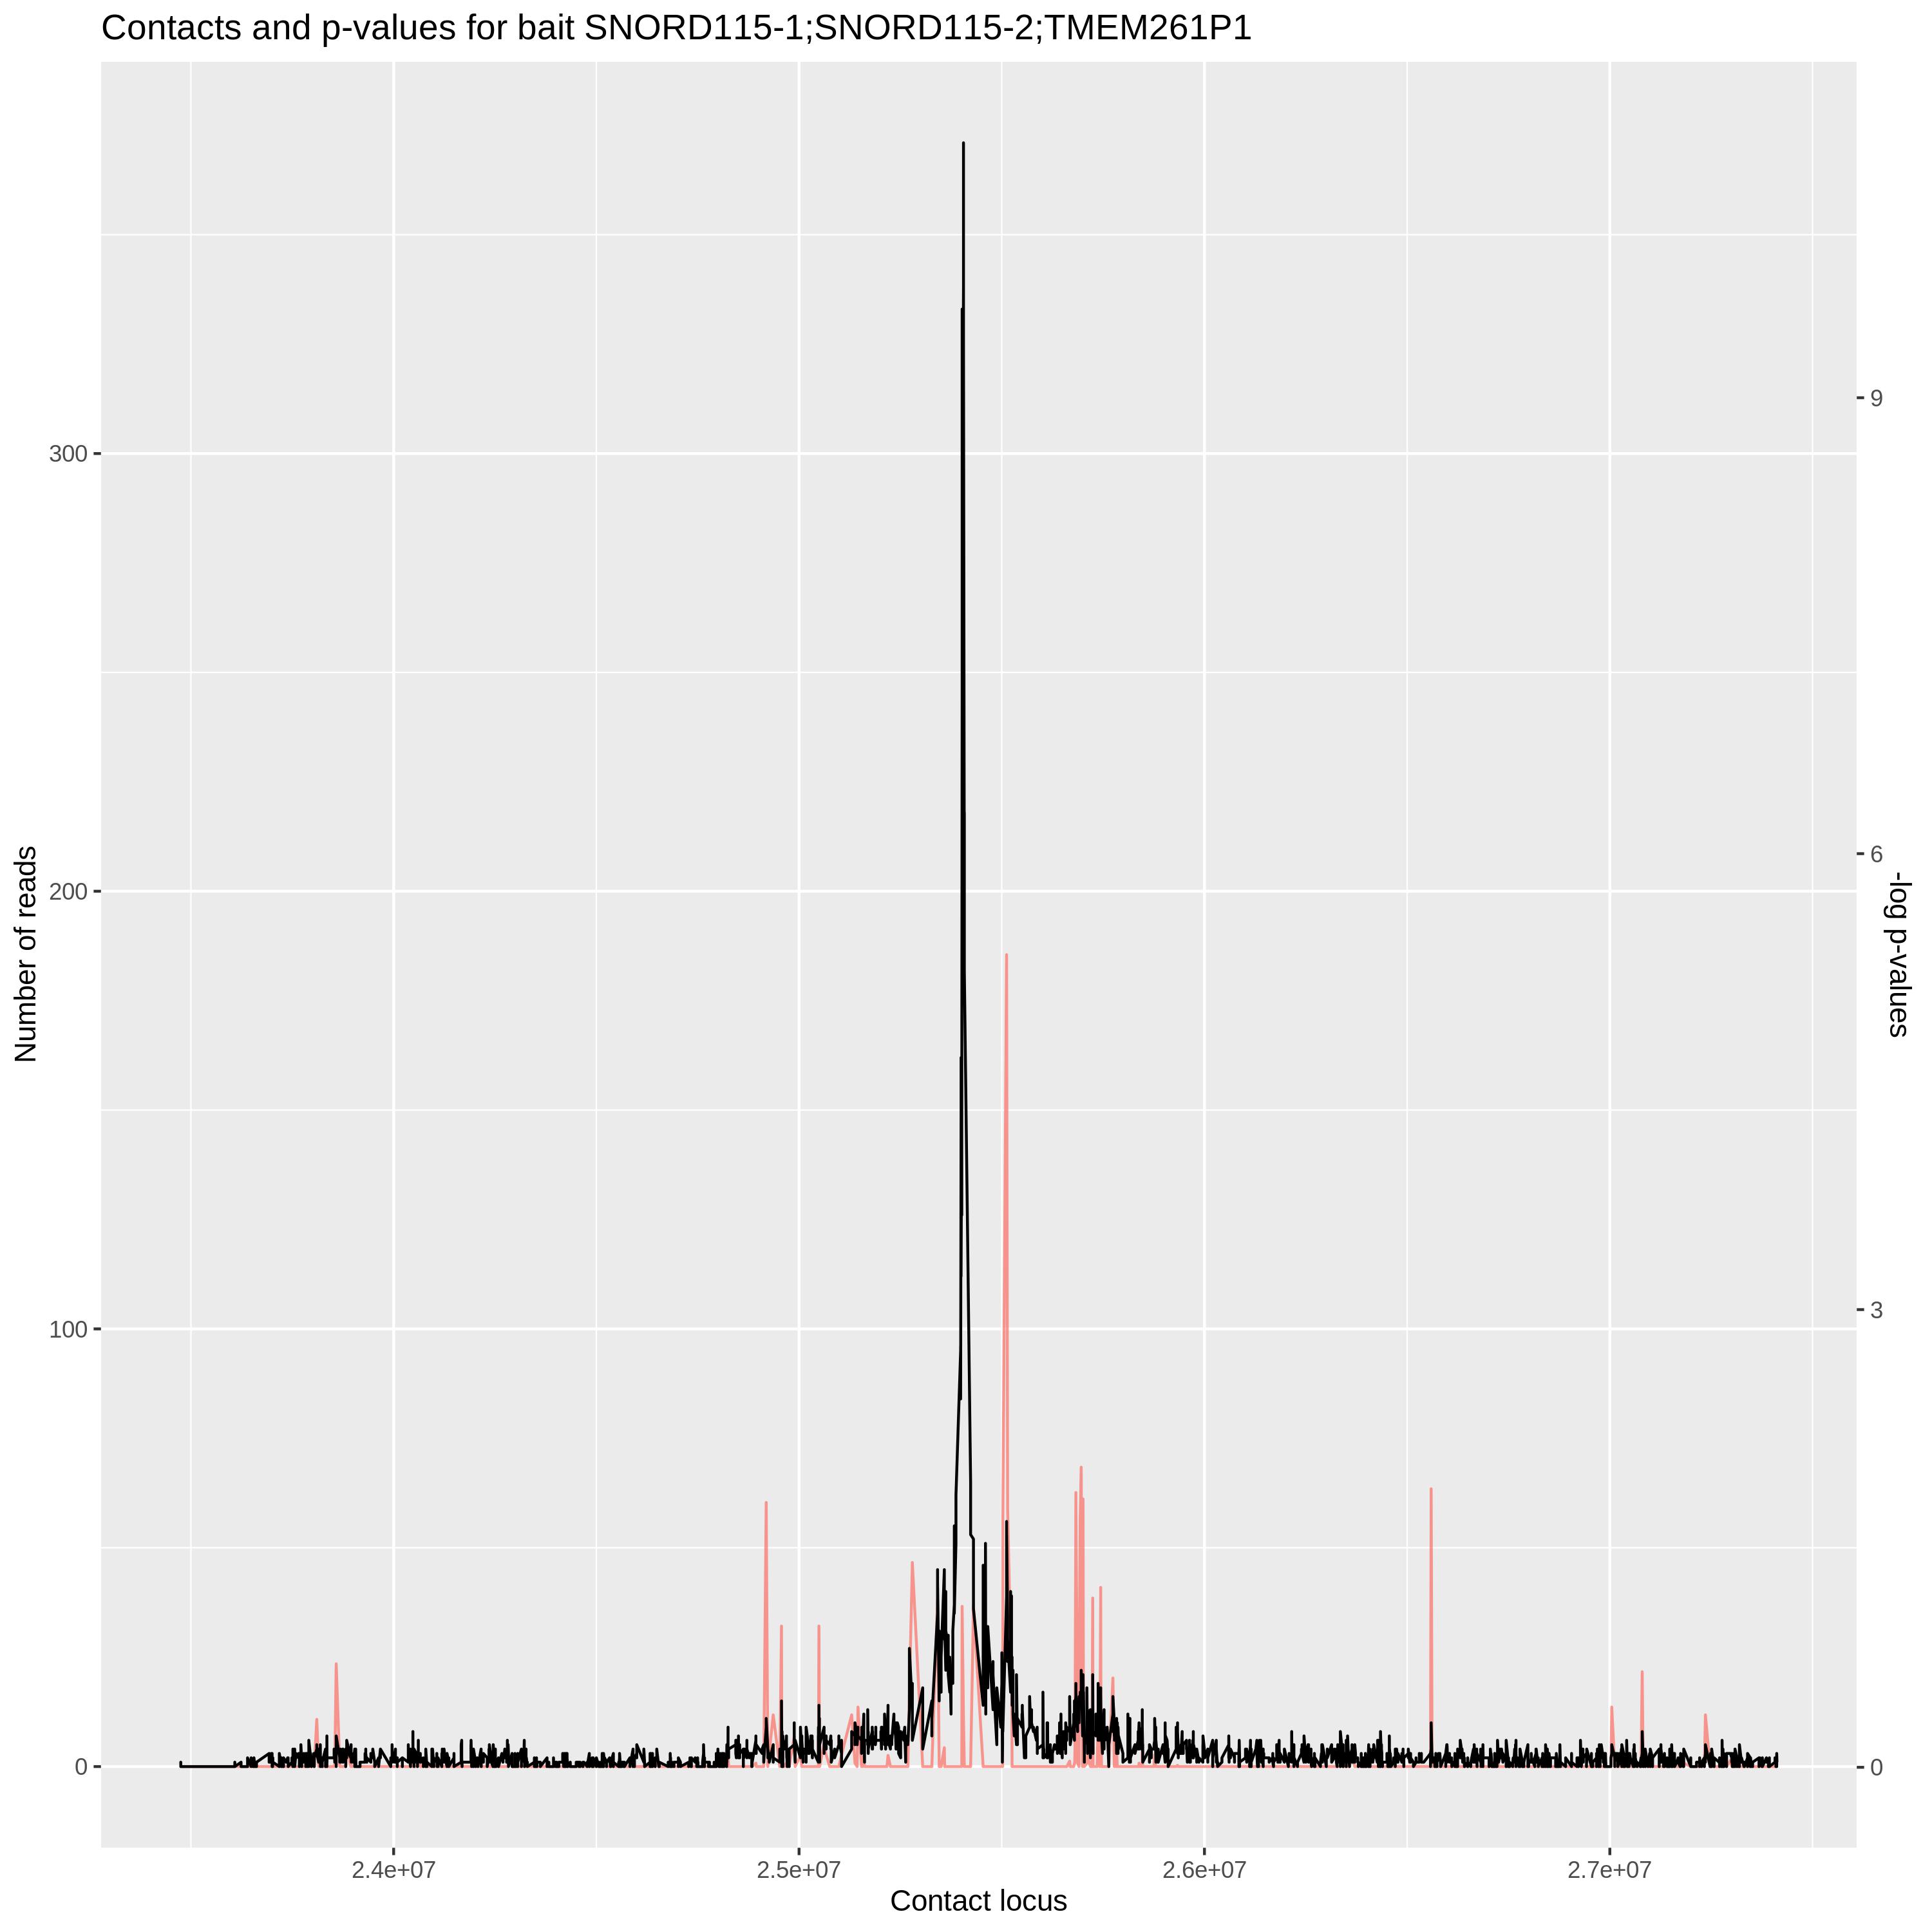 Contacts and p-values for bait SNORD115-1;SNORD115-2;TMEM261P1
300
200
100
0
Number of reads
9
6
3
0
-log p-values
2.4e+07
2.5e+07
2.6e+07
2.7e+07
Contact locus